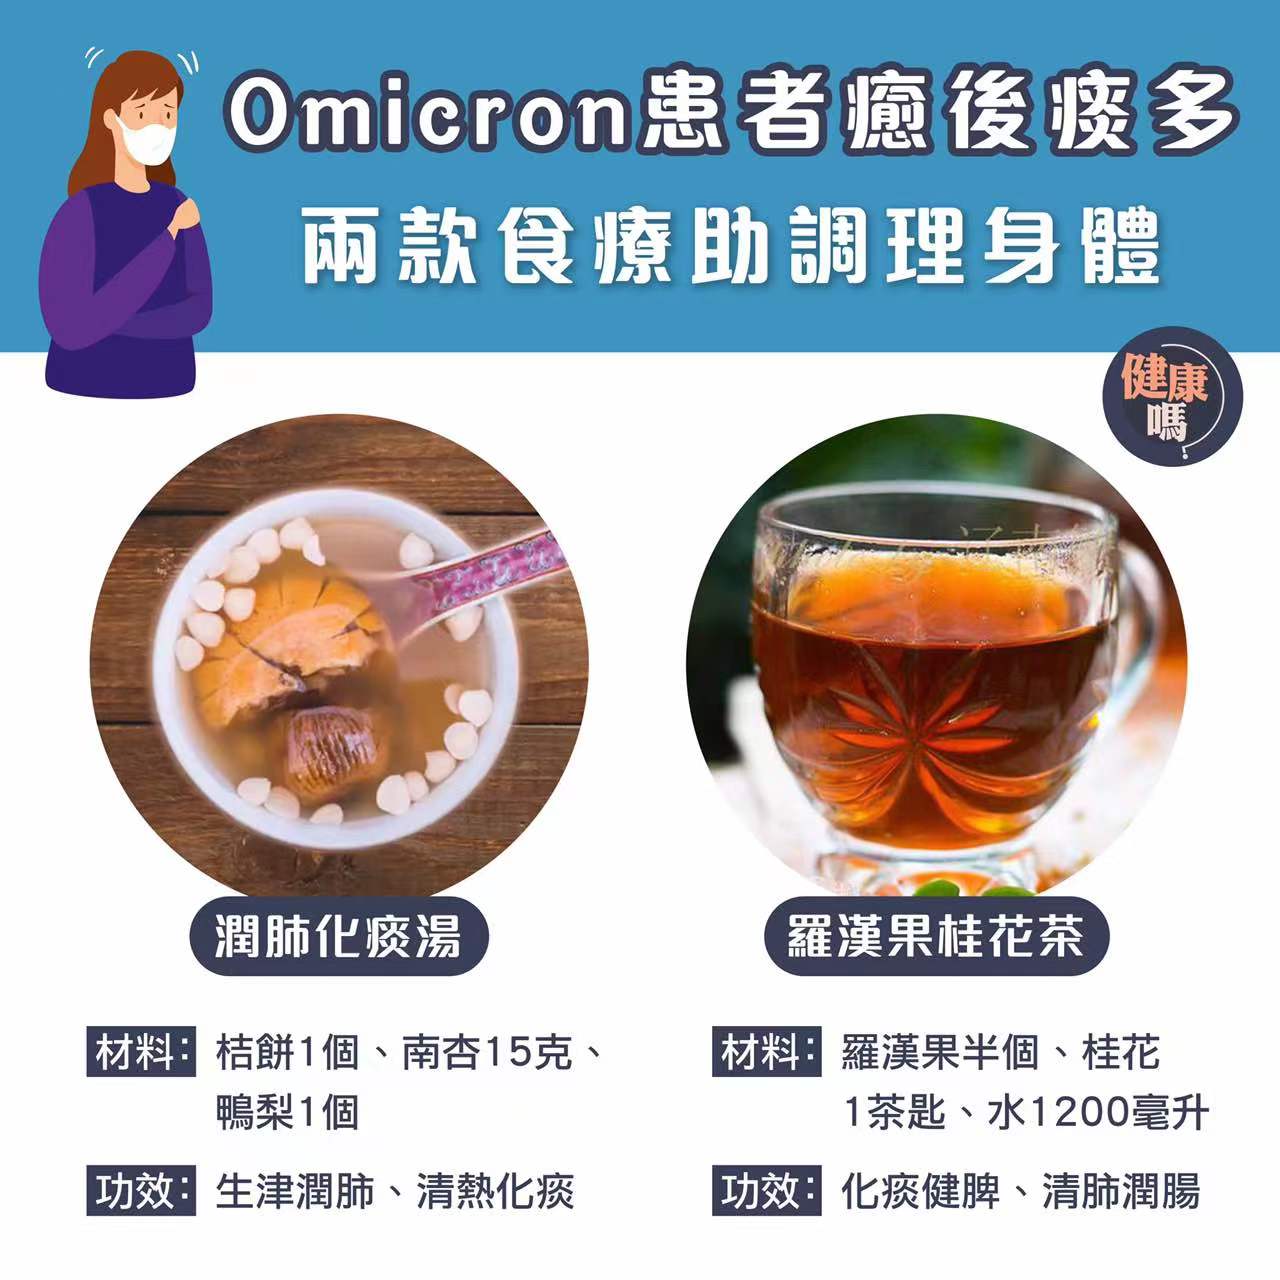 Omicron患者癒後痰多
兩款食療助調理身體
健康
嗎
潤肺化痰湯
羅漢果桂花茶
材料：桔餅1個、南杏15克、
鴨梨1個
功效：生津潤肺、清熱化痰
材料：羅漢果半個、桂花
1茶匙、水1200毫升
功效：化痰健脾、清肺潤腸